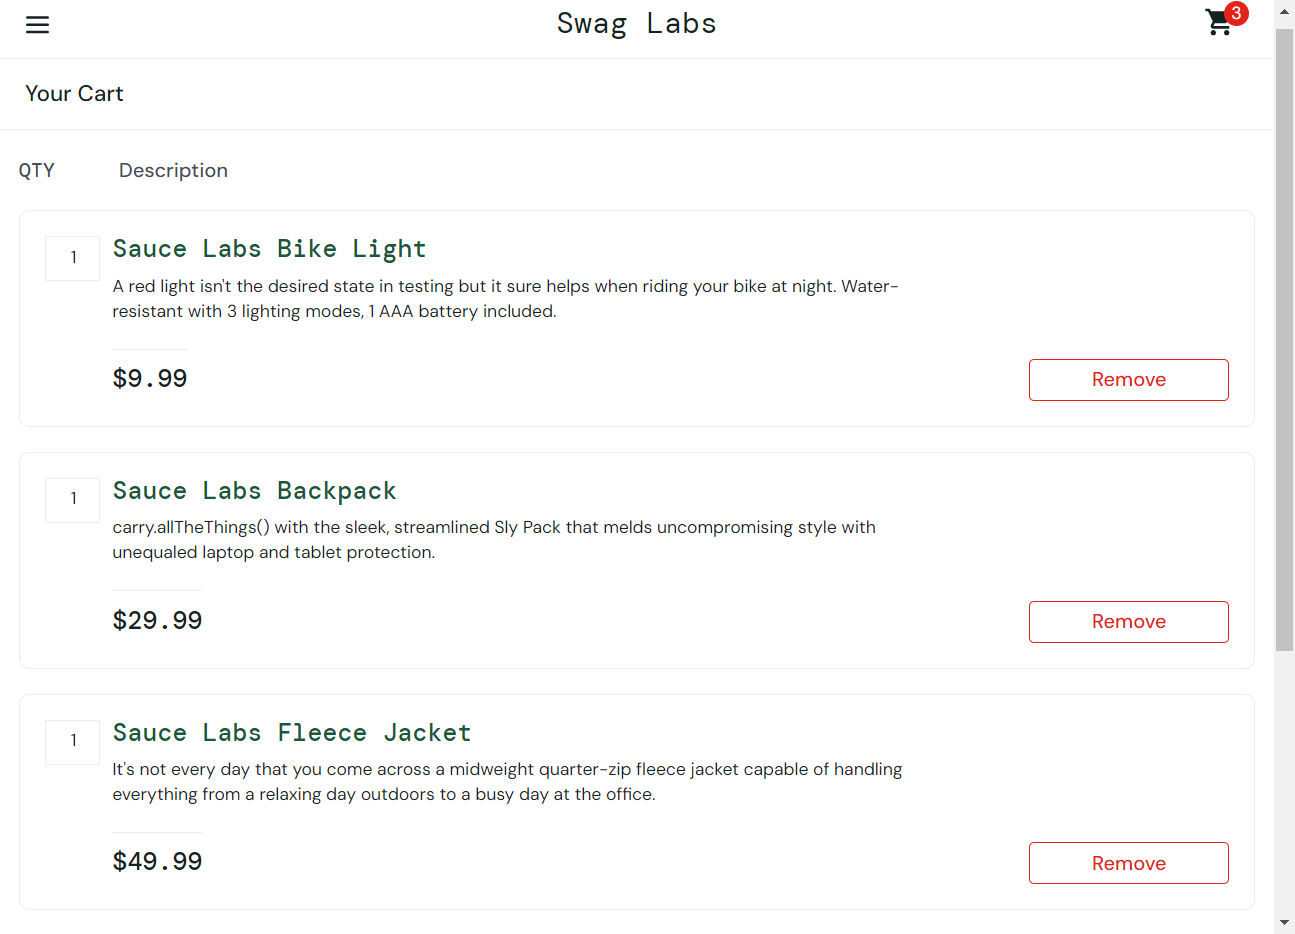 Swag Labs
3
Your Cart
QTY Description
1
Sauce Labs Bike Light
A red light isn't the desired state in testing but it sure helps when riding your bike at night. Water-
resistant with 3 lighting modes, 1 AAA battery included.
$9.99
Remove
1
Sauce Labs Backpack
carry.allTheThings() with the sleek, streamlined Sly Pack that melds uncompromising style with
unequaled laptop and tablet protection.
$29.99
Remove
1
Sauce Labs Fleece Jacket
It's not every day that you come across a midweight quarter-zip fleece jacket capable of handling
everything from a relaxing day outdoors to a busy day at the office.
$49.99
Remove